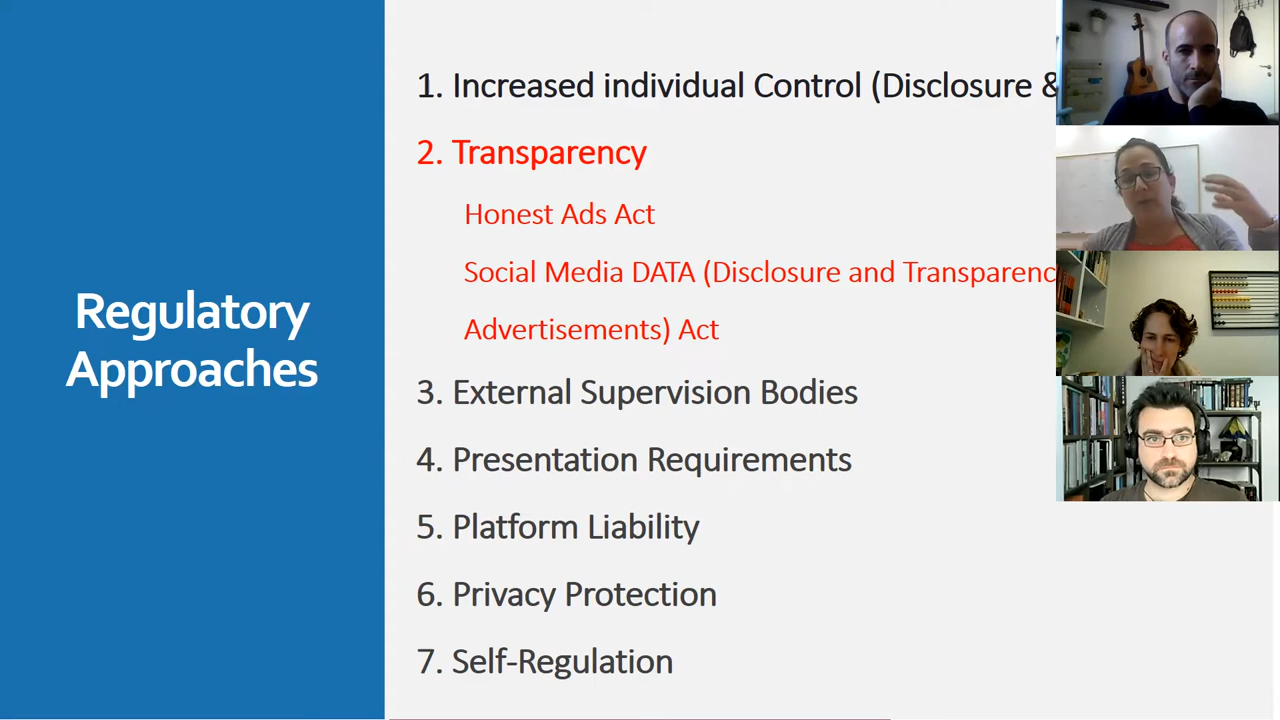 Regulatory
Approaches
1. Increased individual Control (Disclosure &
2. Transparency
Honest Ads Act
Social Media DATA (Disclosure and Transparenc
Advertisements) Act
3. External Supervision Bodies
4. Presentation Requirements
5. Platform Liability
6. Privacy Protection
7. Self-Regulation